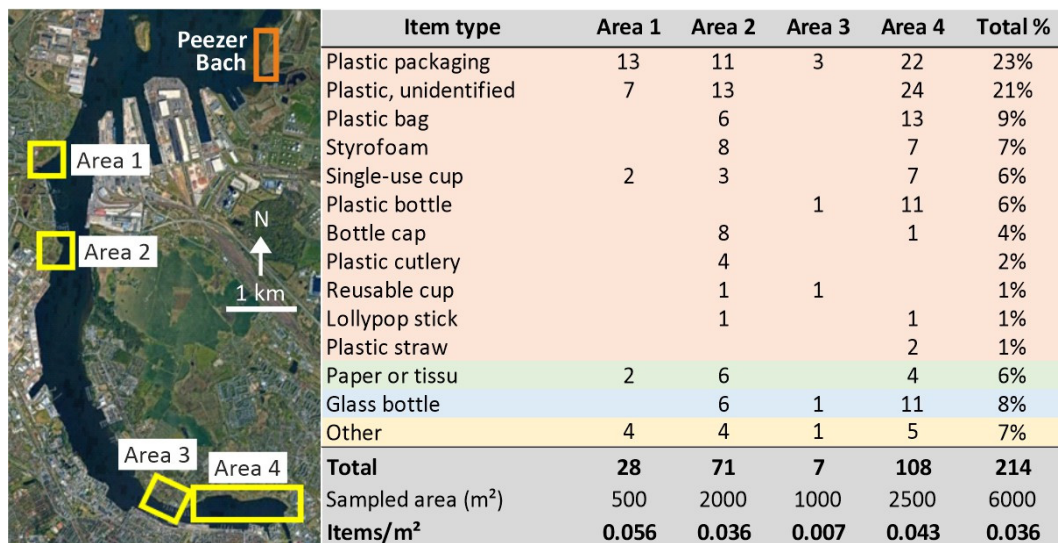 Peezer
Bach
Area 1
N
Area 2
1 km
Area 3
Area 4
Item type Area 1 Area 2 Area 3 Area 4 Total %
Plastic packaging 13 11 3 22 23%
Plastic, unidentified 7 13 24 21%
Plastic bag 6 13 9%
Styrofoam 8 7 7%
Single-use cup 2 3 7 6%
Plastic bottle 1 11 6%
Bottle cap 8 1 4%
Plastic cutlery 4 2%
Reusable cup 1 1 1%
Lollypop stick 1 1 1%
Plastic straw 2 1%
Paper or tissu 2 6 4 6%
Glass bottle 6 1 11 8%
Other 4 4 1 5 7%
Total 28 71 7 108 214
Sampled area (m²) 500 2000 1000 2500 6000
Items/m² 0.056 0.036 0.007 0.043 0.036